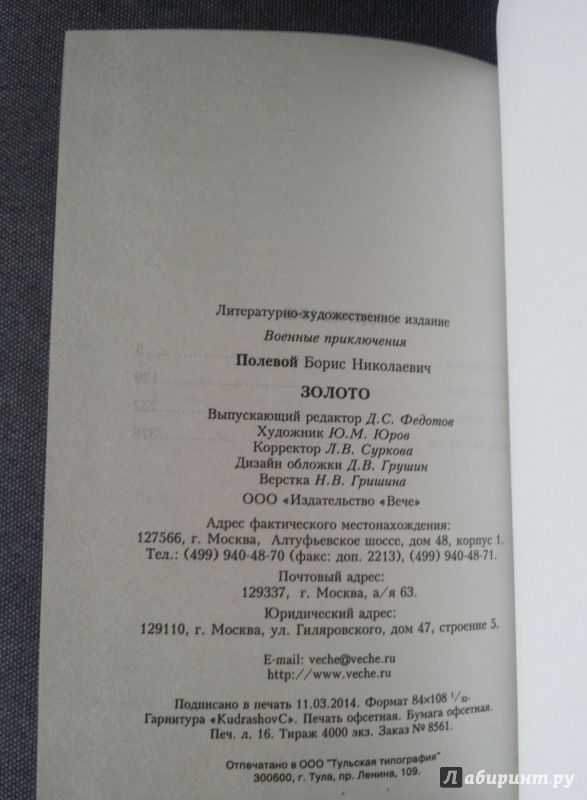 Литературно-художественное издание
Военные приключения
Полевой Борис Николаевич
ЗОЛОТО
Выпускающий редактор Д.С. Федотов
Художник Ю.М. Юров
Корректор Л.В. Суркова
Дизайн обложки Д.В. Грушин
Верстка Н.В. Гришина
ООО «Издательство «Вече»
Адрес фактического местонахождения:
127566, г. Москва, Алтуфьевское шоссе, дом 48, корпус 1.
Тел.: (499) 940-48-70 (факс: доп. 2213), (499) 940-48-71.
Почтовый адрес:
129337, г. Москва, а/я 63.
Юридический адрес:
129110, г. Москва, ул. Гиляровского, дом 47, строение 5.
E-mail: veche@veche.ru
http://www.veche.ru
Подписано в печать 11.03.2014. Формат 84×108 1/32.
Гарнитура «KudrashovC». Печать офсетная. Бумага офсетная.
Печ. л. 16. Тираж 4000 экз. Заказ № 8561.
Отпечатано в ООО "Тульская типография"
300600, г. Тула, пр. Ленина, 109.
Лабиринт.ру